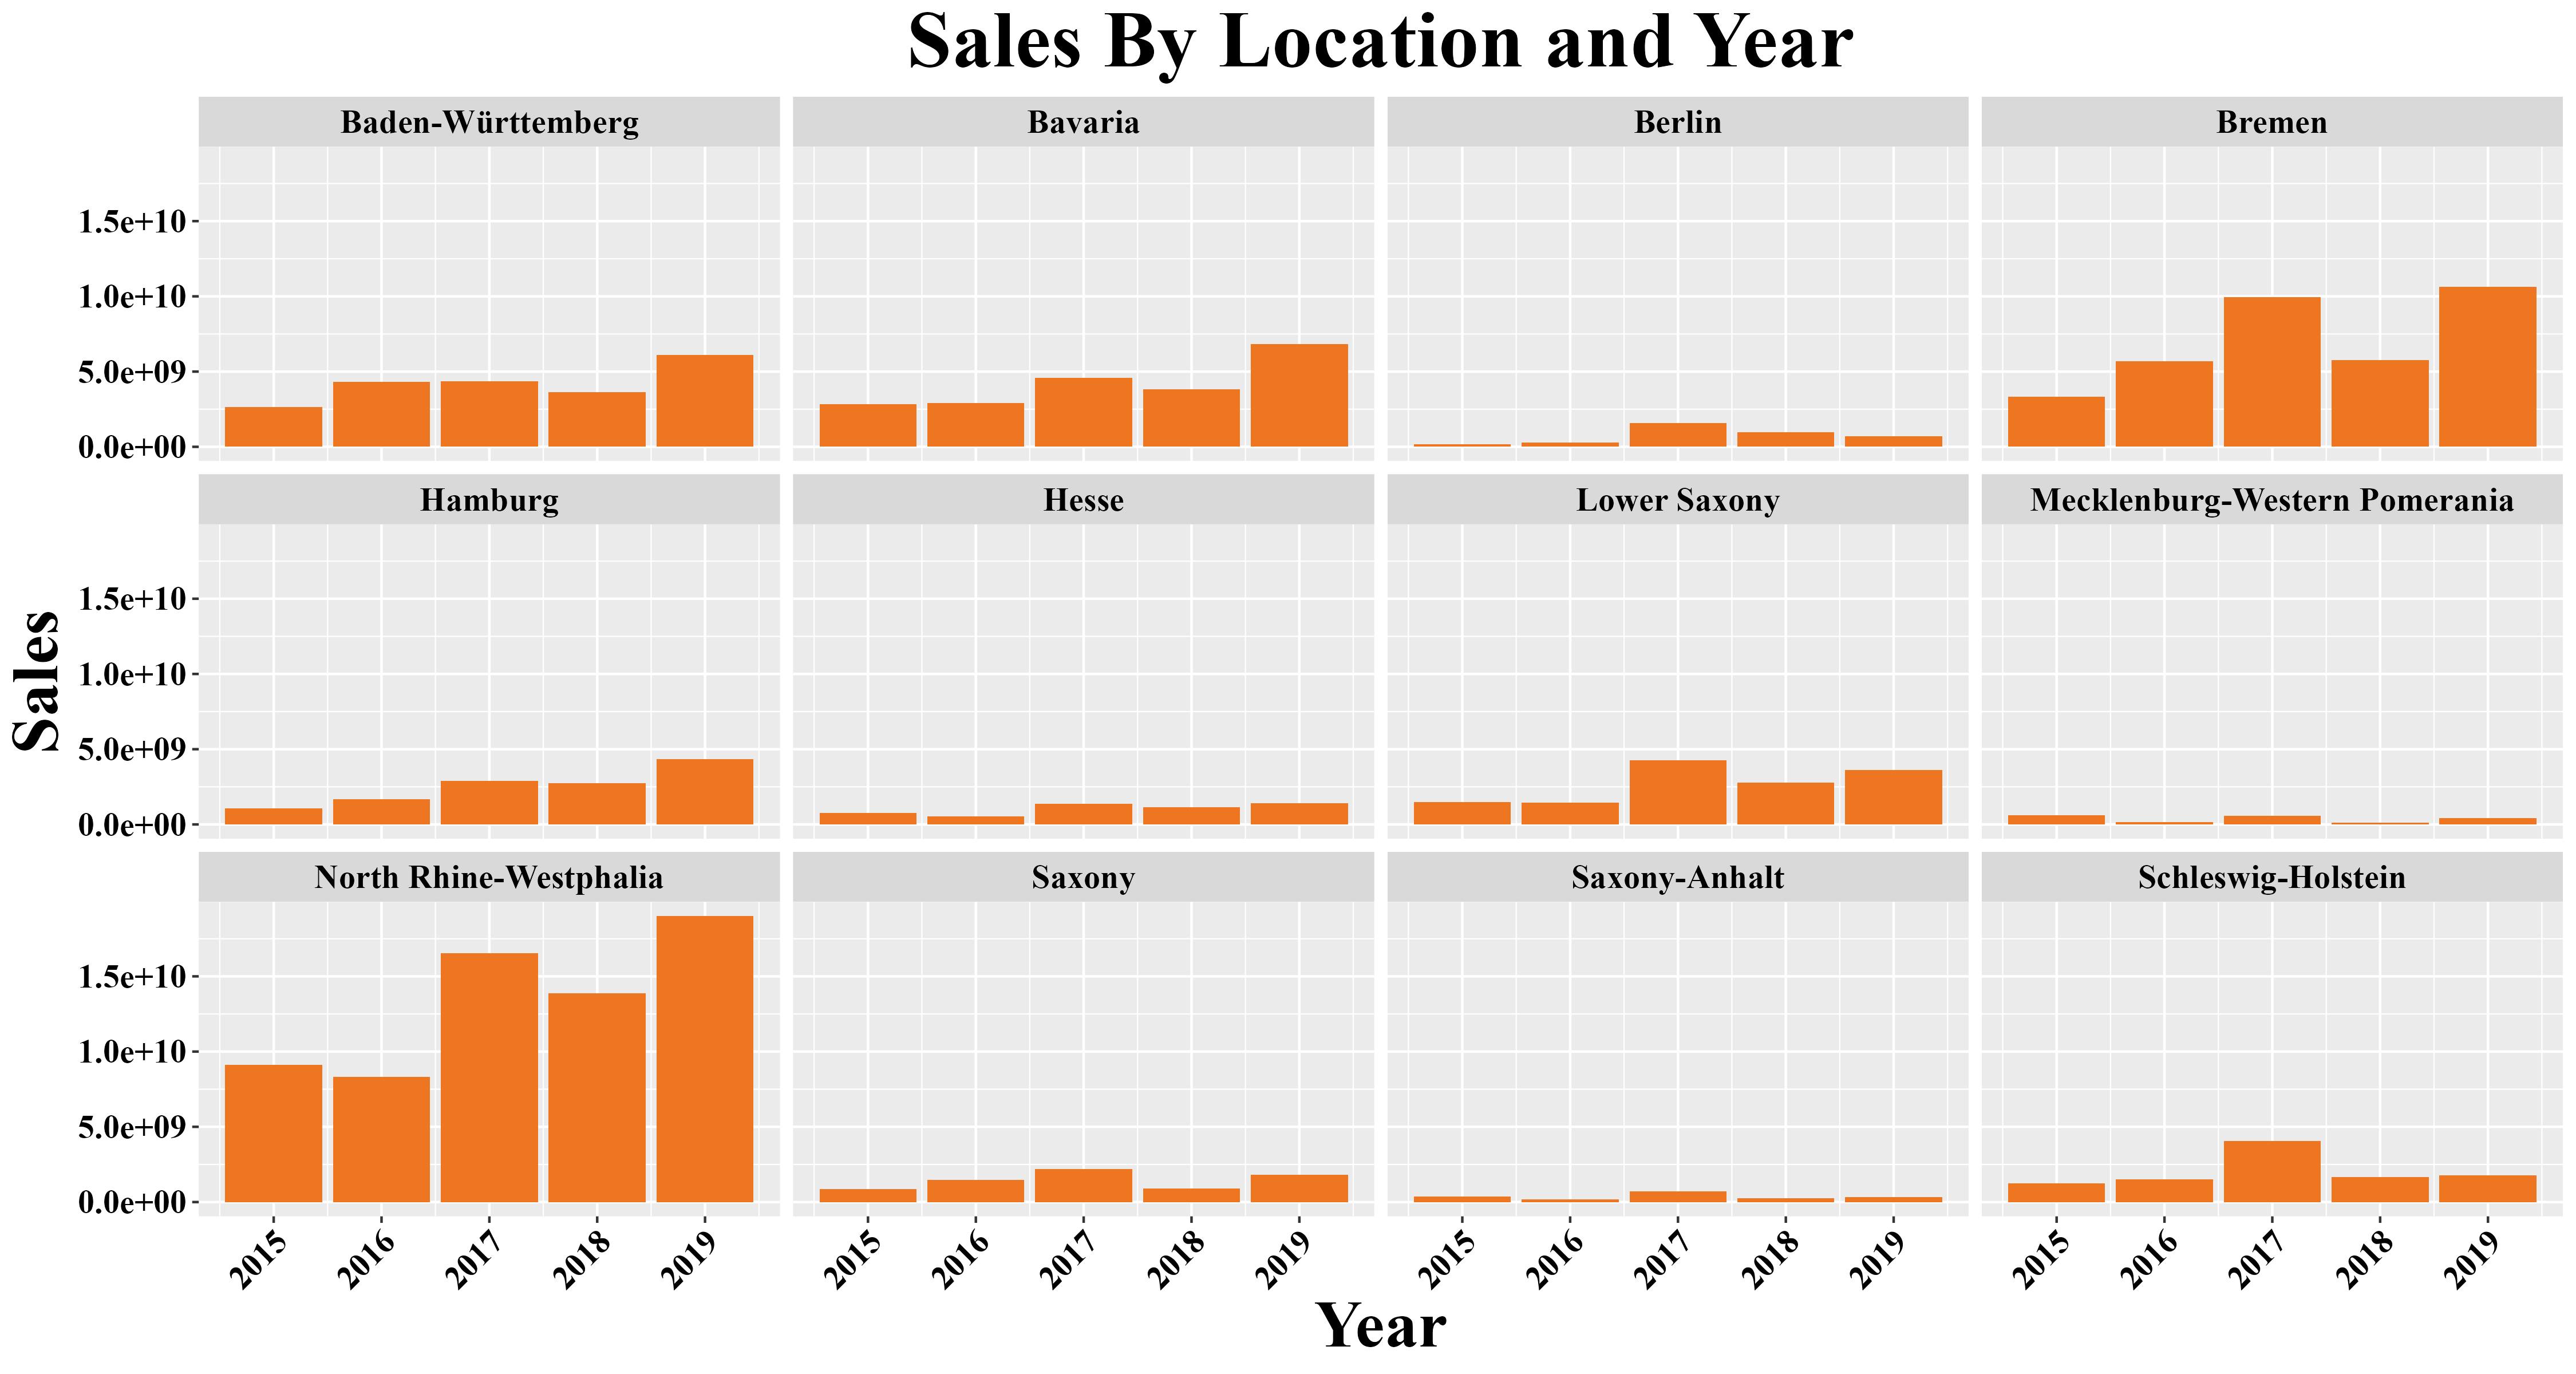 Sales By Location and Year
Baden-Württemberg
Bavaria
Berlin
Bremen
1.5e+10
1.0e+10
5.0e+09
0.0e+00
Hamburg
Hesse
Lower Saxony
Mecklenburg-Western Pomerania
1.5e+10
1.0e+10
5.0e+09
0.0e+00
Sales
North Rhine-Westphalia
Saxony
Saxony-Anhalt
Schleswig-Holstein
1.5e+10
1.0e+10
5.0e+09
0.0e+00
2015 2016 2017 2018 2019
2015 2016 2017 2018 2019
2015 2016 2017 2018 2019
2015 2016 2017 2018 2019
Year